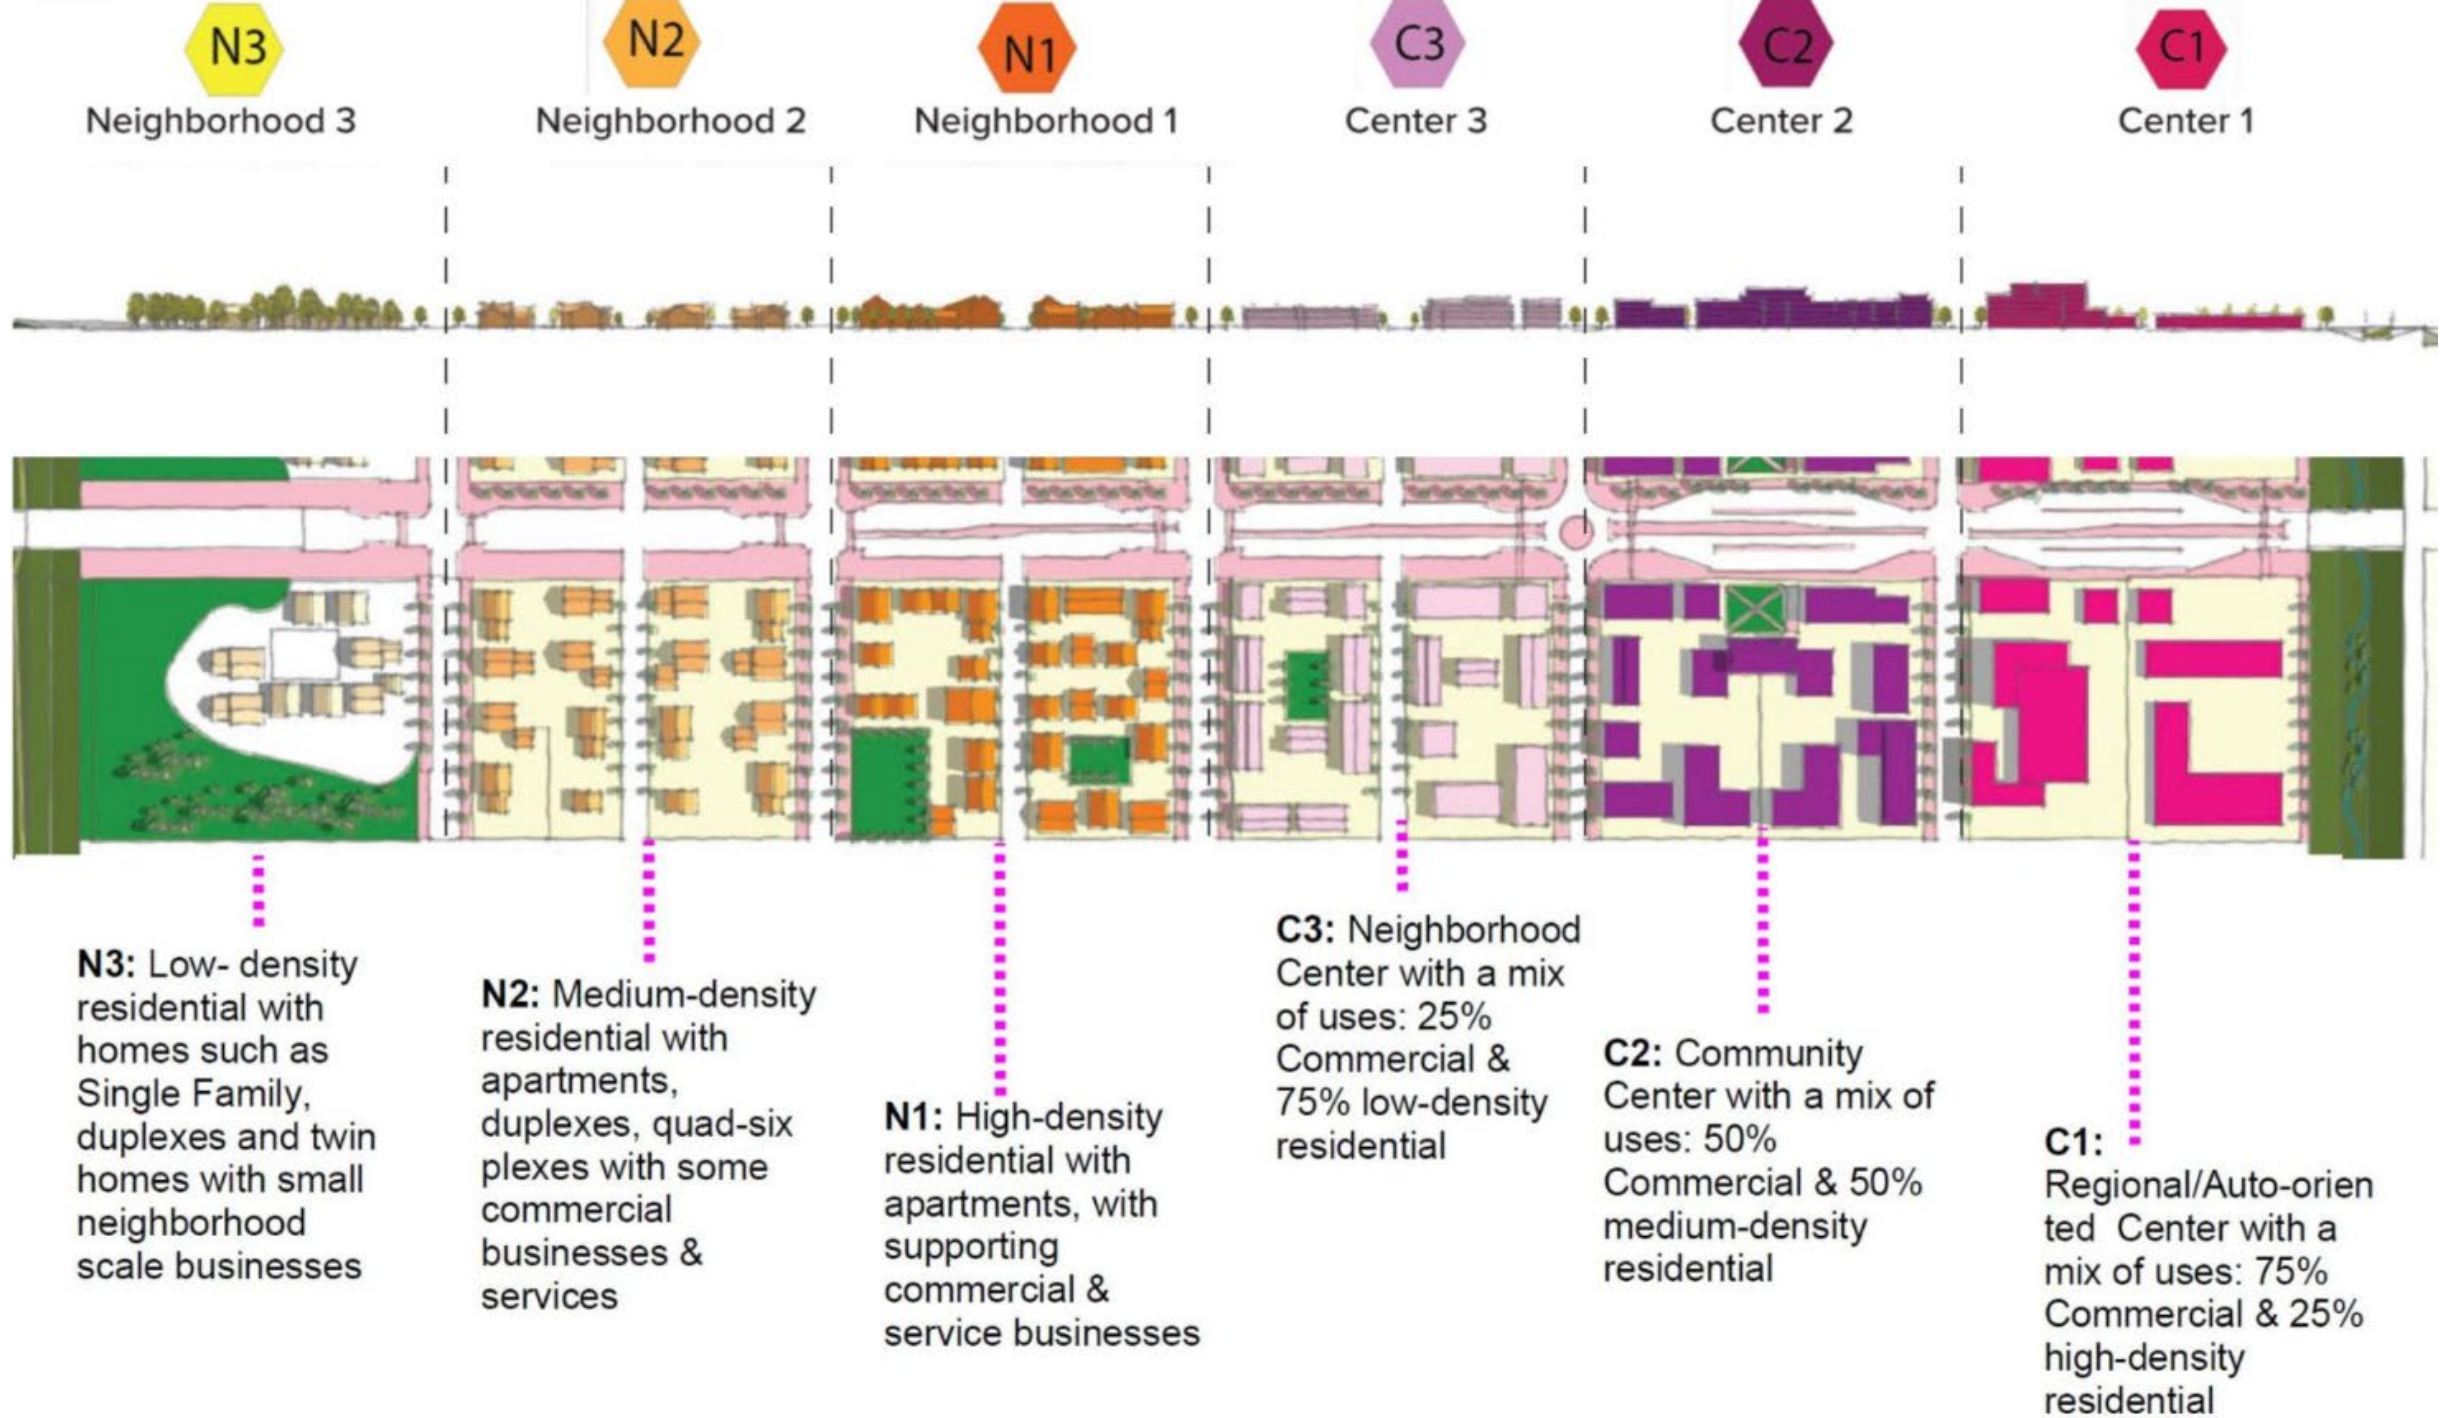 N3
N2
N1
C3
C2
C1
Neighborhood 3
Neighborhood 2
Neighborhood 1
Center 3
Center 2
Center 1
N3: Low- density
residential with
homes such as
Single Family,
duplexes and twin
homes with small
neighborhood
scale businesses
N2: Medium-density
residential with
apartments,
duplexes, quad-six
plexes with some
commercial
businesses &
services
N1: High-density
residential with
apartments, with
supporting
commercial &
service businesses
C3: Neighborhood
Center with a mix
of uses: 25%
Commercial &
75% low-density
residential
C2: Community
Center with a mix of
uses: 50%
Commercial & 50%
medium-density
residential
C1:
Regional/Auto-orien
ted  Center with a
mix of uses: 75%
Commercial & 25%
high-density
residential